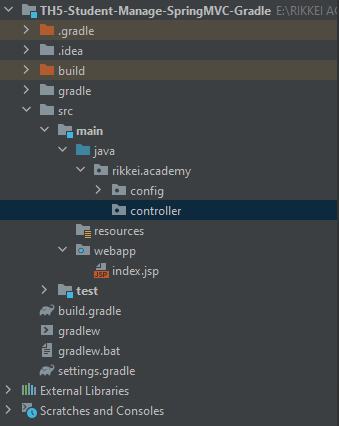 TH5-Student-Manage-SpringMVC-Gradle E:\RIKKEI AC
.gradle
.idea
build
gradle
src
main
java
rikkei.academy
config
controller
resources
webapp
JSP index.jsp
test
build.gradle
gradlew
gradlew.bat
settings.gradle
External Libraries
Scratches and Consoles